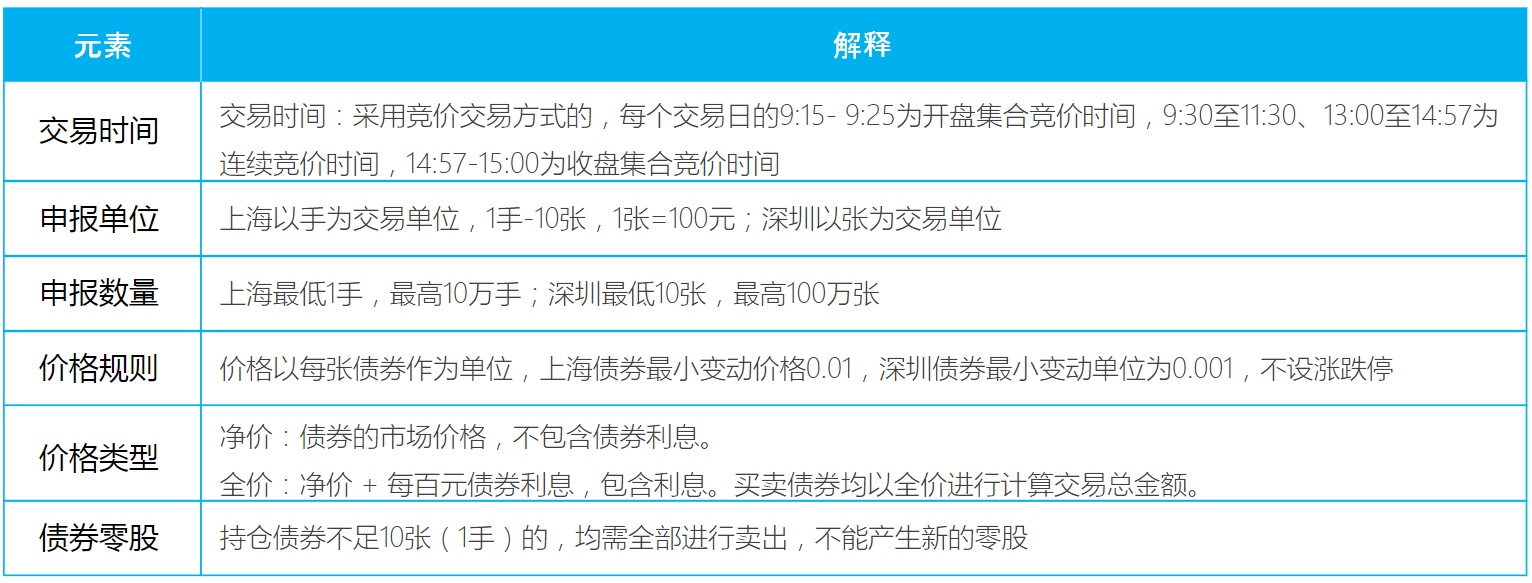 元素
解释
交易时间
交易时间：采用竞价交易方式的，每个交易日的9:15- 9:25为开盘集合竞价时间，9:30至11:30、13:00至14:57为
连续竞价时间，14:57-15:00为收盘集合竞价时间
申报单位
上海以手为交易单位，1手-10张，1张=100元；深圳以张为交易单位
申报数量
上海最低1手，最高10万手；深圳最低10张，最高100万张
价格规则
价格以每张债券作为单位，上海债券最小变动价格0.01，深圳债券最小变动单位为0.001，不设涨跌停
价格类型
净价：债券的市场价格，不包含债券利息。
全价：净价 + 每百元债券利息，包含利息。买卖债券均以全价进行计算交易总金额。
债券零股
持仓债券不足10张（1手）的，均需全部进行卖出，不能产生新的零股